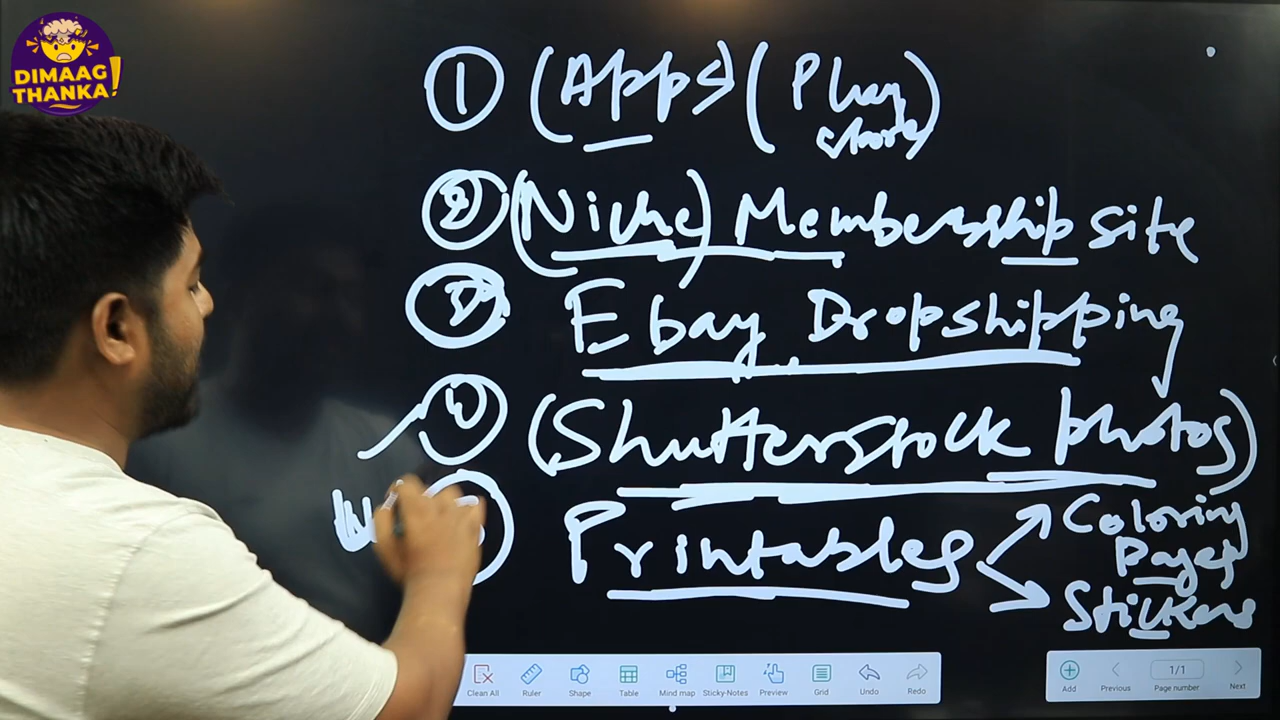 DIMAAG
THANKA!
1 (Apps) (Play
store)
2 (Niche) Membership site
3 Ebay Dropshipping
4 (Shutterstock photos)
Printables
Coloring
Pages
Stickers
Clean All Ruler Shape Table Mind map Sticky-Notes Preview Grid Undo Redo
Add Previous 1/1 Page number Next